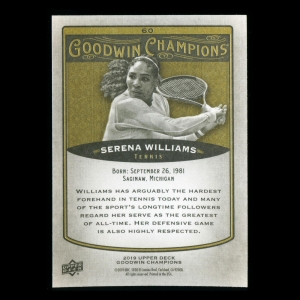 60
GOODWIN CHAMPIONS
SERENA WILLIAMS
TENNIS
BORN: SEPTEMBER 26, 1981
SAGINAW, MICHIGAN
WILLIAMS HAS ARGUABLY THE HARDEST
FOREHAND IN TENNIS TODAY AND MANY
OF THE SPORT'S LONGTIME FOLLOWERS
REGARD HER SERVE AS THE GREATEST
OF ALL-TIME. HER DEFENSIVE GAME
IS ALSO HIGHLY RESPECTED.
2019 UPPER DECK
GOODWIN CHAMPIONS